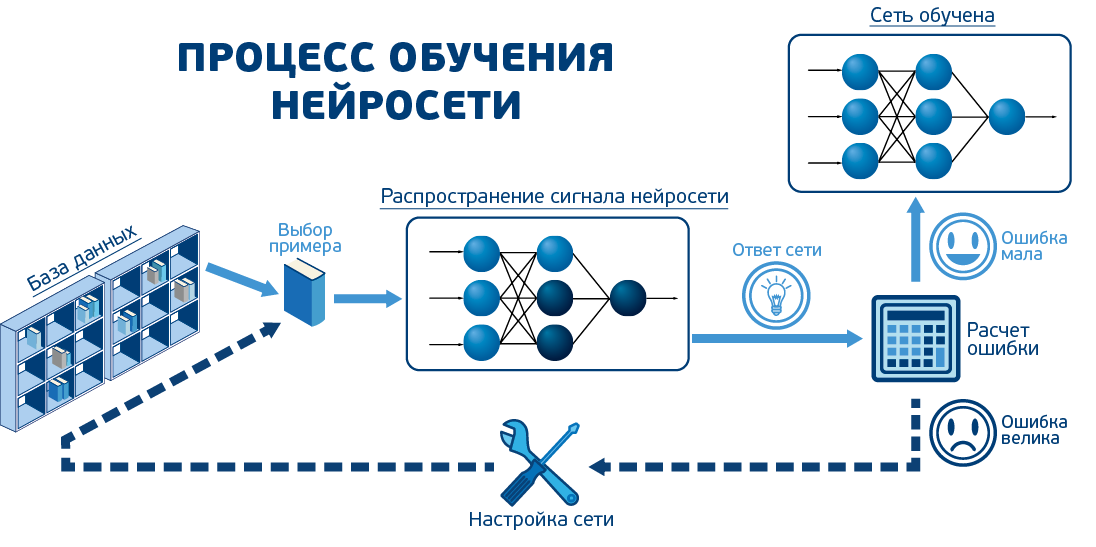 ПРОЦЕСС ОБУЧЕНИЯ
НЕЙРОСЕТИ
База данных
Выбор
примера
Распространение сигнала нейросети
Ответ сети
Расчет
ошибки
Ошибка
мала
Сеть обучена
Ошибка
велика
Настройка сети